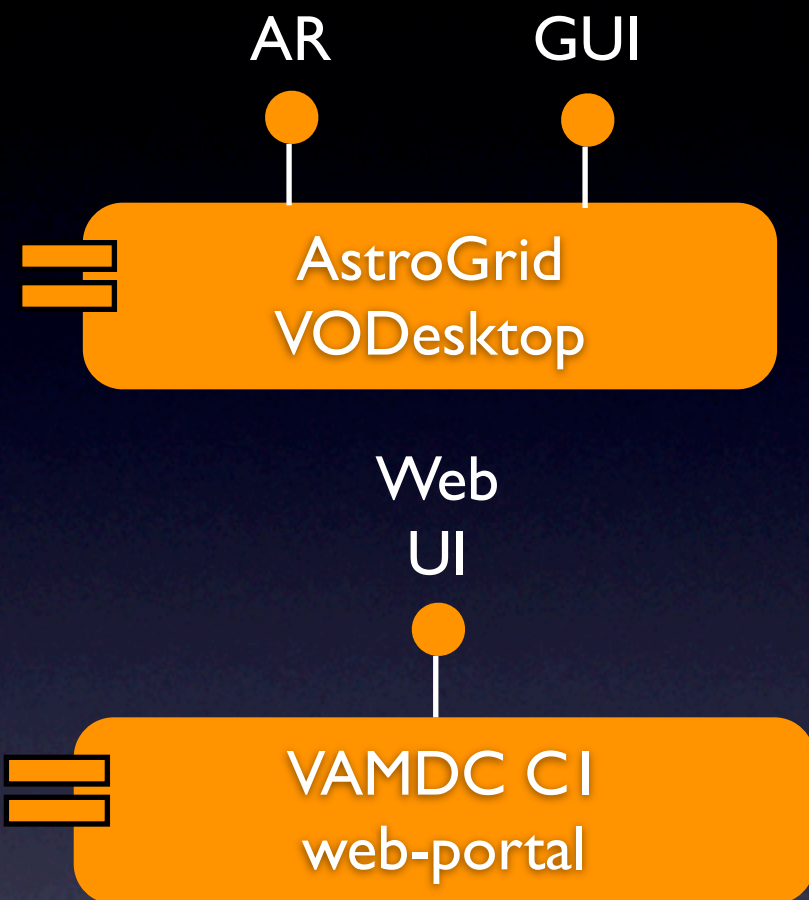 AR GUI
AstroGrid
VODesktop
Web
UI
VAMDC C1
web-portal